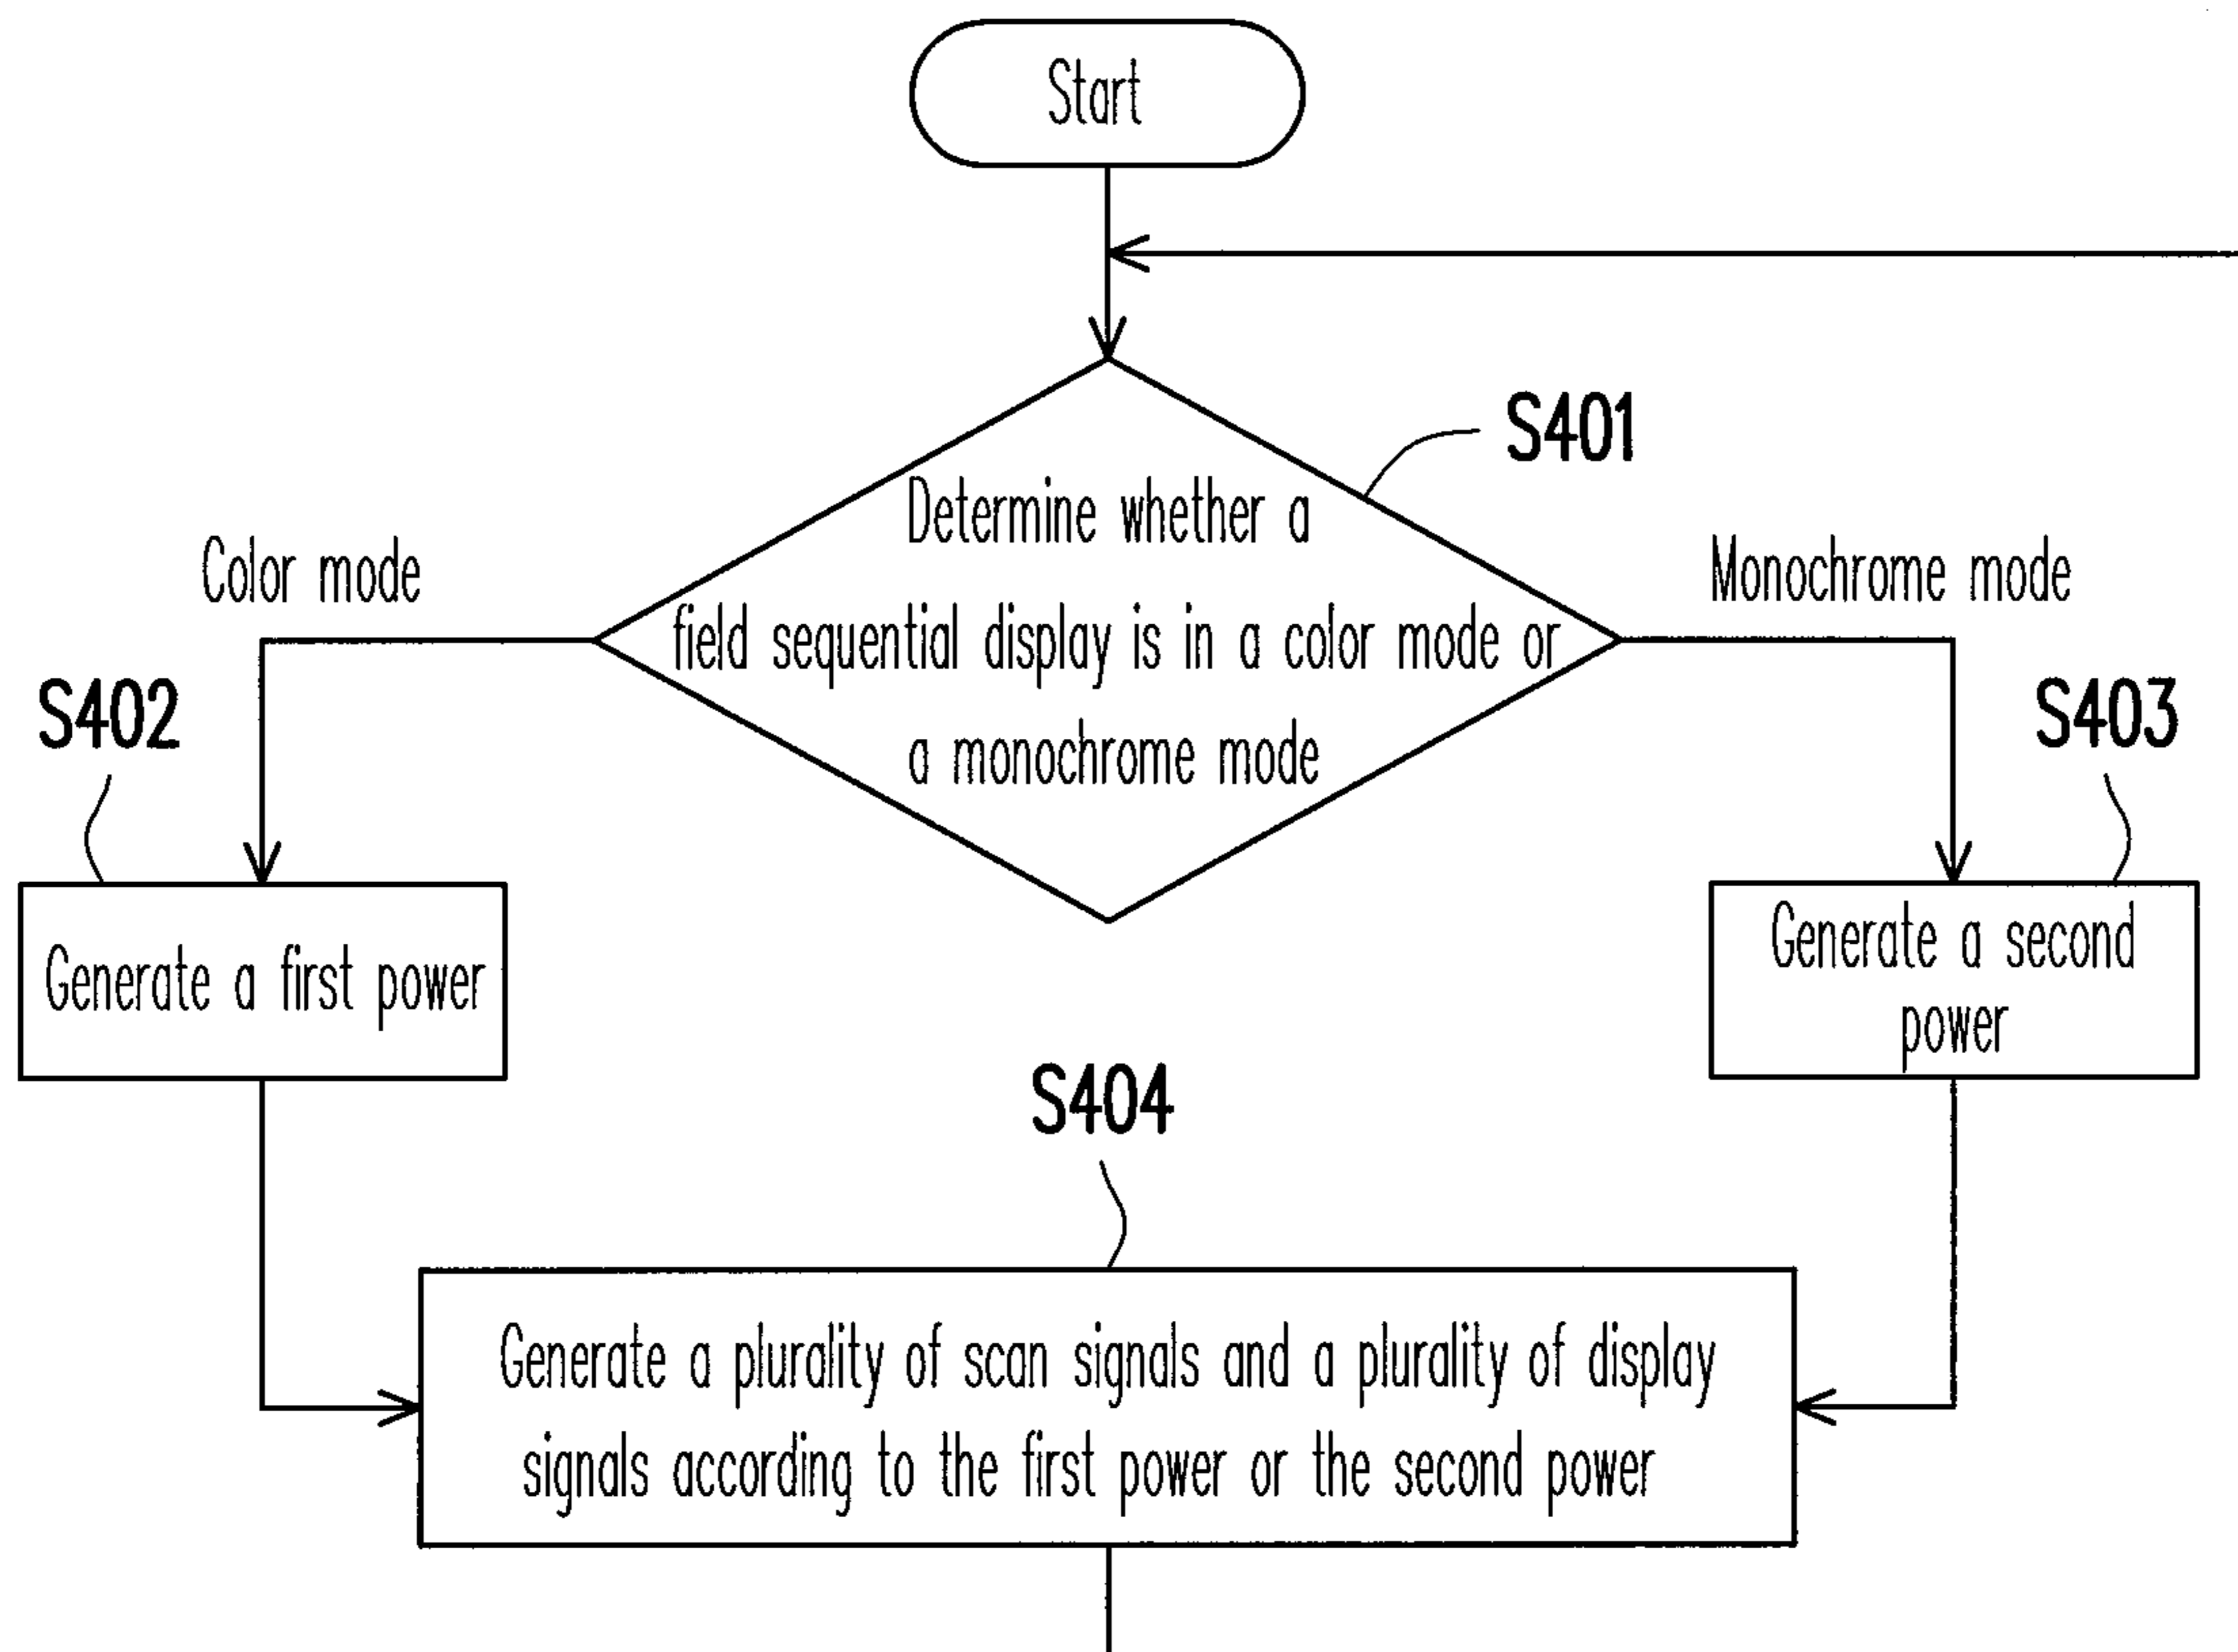 Start
S401
Determine whether a
field sequential display is in a color mode or
a monochrome mode
Color mode
Monochrome mode
S402
S403
Generate a first power
Generate a second
power
S404
Generate a plurality of scan signals and a plurality of display
signals according to the first power or the second power